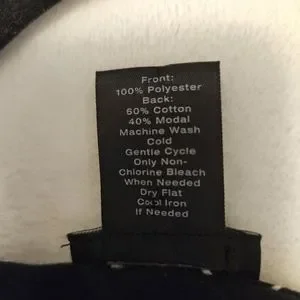 Front:
100% Polyester
Back:
60% Cotton
40% Modal
Machine Wash
Cold
Gentle Cycle
Only Non-
Chlorine Bleach
When Needed
Dry Flat
Cool Iron
If Needed